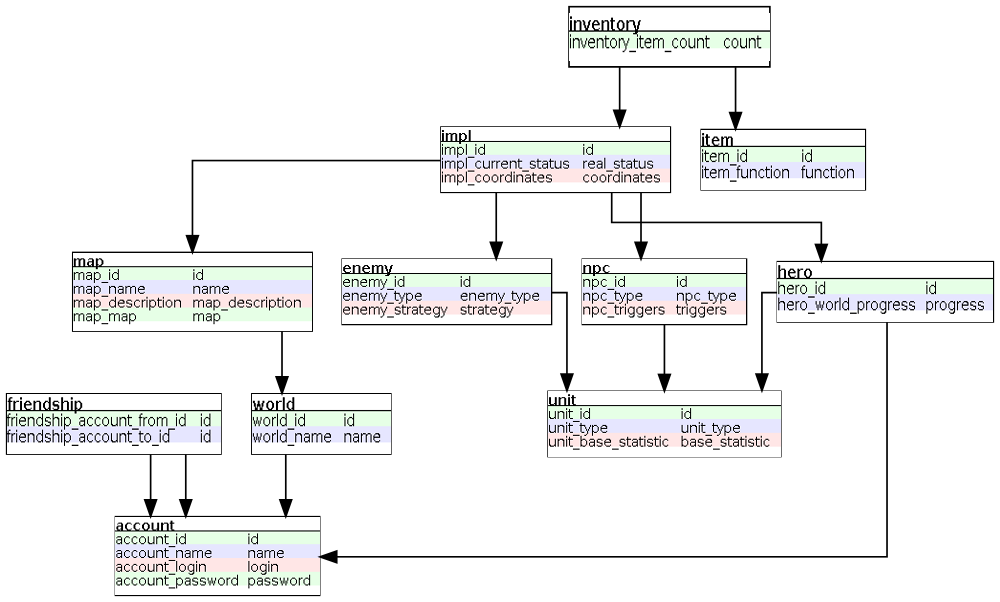 inventory
inventory_item_count count
impl
impl_id id
impl_current_status real_status
impl_coordinates coordinates
item
item_id id
item_function function
map
map_id id
map_name name
map_description map_description
map_map map
enemy
enemy_id id
enemy_type enemy_type
enemy_strategy strategy
npc
npc_id id
npc_type npc_type
npc_triggers triggers
hero
hero_id id
hero_world_progress progress
friendship
friendship_account_from_id id
friendship_account_to_id id
world
world_id id
world_name name
unit
unit_id id
unit_type unit_type
unit_base_statistic base_statistic
account
account_id id
account_name name
account_login login
account_password password